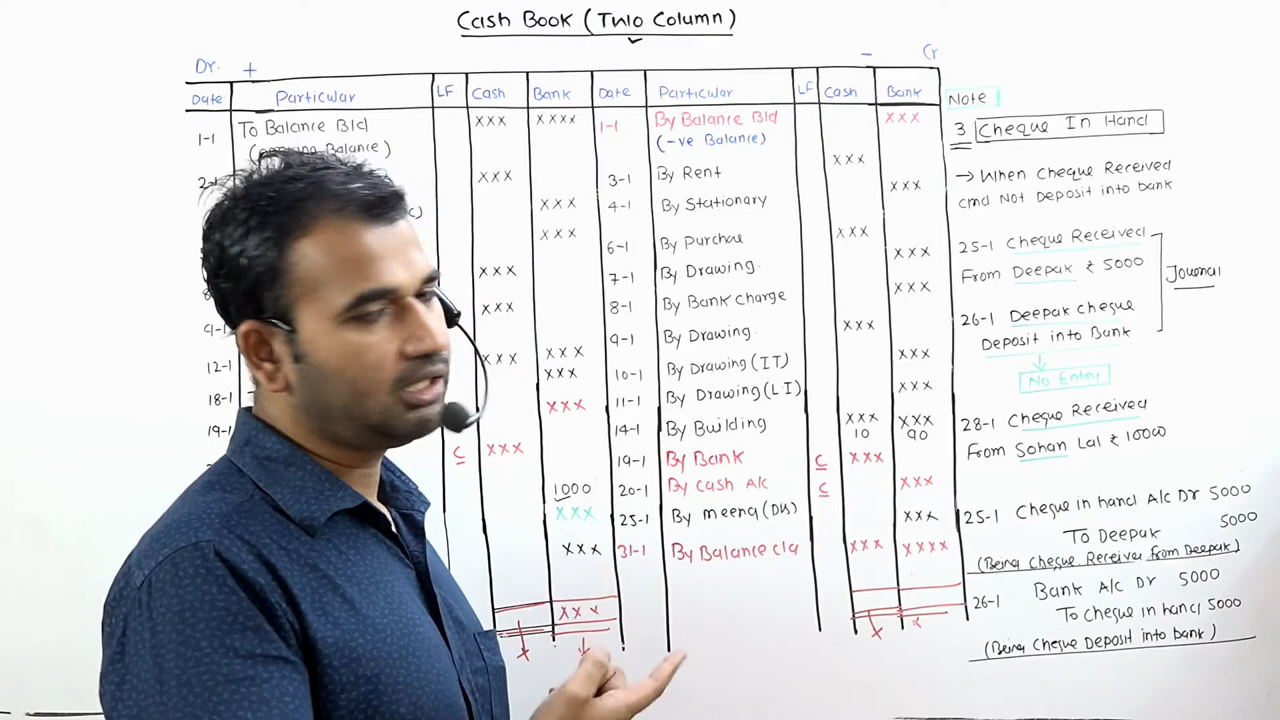 Cash Book (Two Column)
Dr. + - Cr
Date Particular LF Cash Bank Date Particular LF Cash Bank
1-1 To Balance B/d xxx xxxx 1-1 By Balance B/d xxx
(opening Balance) (-ve Balance)
xxx
2-1 xxx 3-1 By Rent xxx
xxx 4-1 By Stationary
xxx 6-1 By Purchae xxx xxx
xxx 7-1 By Drawing.
xxx 8-1 By Bank charge xxx
9-1 9-1 By Drawing. xxx
12-1 xxx xxx 10-1 By Drawing (IT) xxx
xxx
18-1 xxx 11-1 By Drawing (L I) xxx
19-1 14-1 By Building xxx xxx
10 90
C xxx 19-1 By Bank C xxx
1000 20-1 By Cash A/c C xxx
xxx 25-1 By meena (Dis) xxx
xxx 31-1 By Balance c/d xxx xxxx
xxx
Note
3 Cheque In Hand
→ When Cheque Received
and Not Deposit into bank
25-1 Cheque Received
From Deepak ₹ 5000
Journal
26-1 Deepak Cheque
Deposit into Bank
No Entry
28-1 Cheque Received
From Sohan Lal ₹ 10000
25-1 Cheque in hand A/c Dr 5000
To Deepak 5000
(Being Cheque Receiver from Deepak)
26-1 Bank A/c Dr 5000
To Cheque in hand 5000
(Being Cheque Deposit into bank)